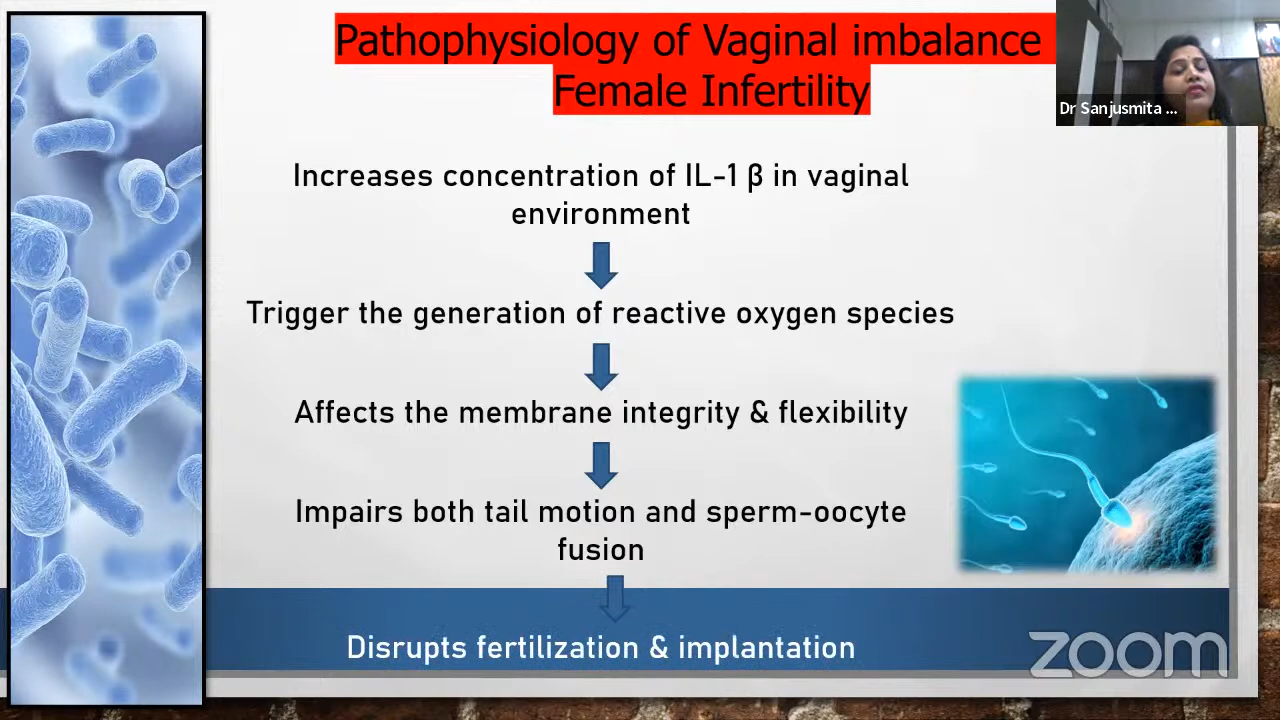 Pathophysiology of Vaginal imbalance
Female Infertility
Dr Sanjusmita ...
Increases concentration of IL-1 β in vaginal
environment
Trigger the generation of reactive oxygen species
Affects the membrane integrity & flexibility
Impairs both tail motion and sperm-oocyte
fusion
Disrupts fertilization & implantation
zoom